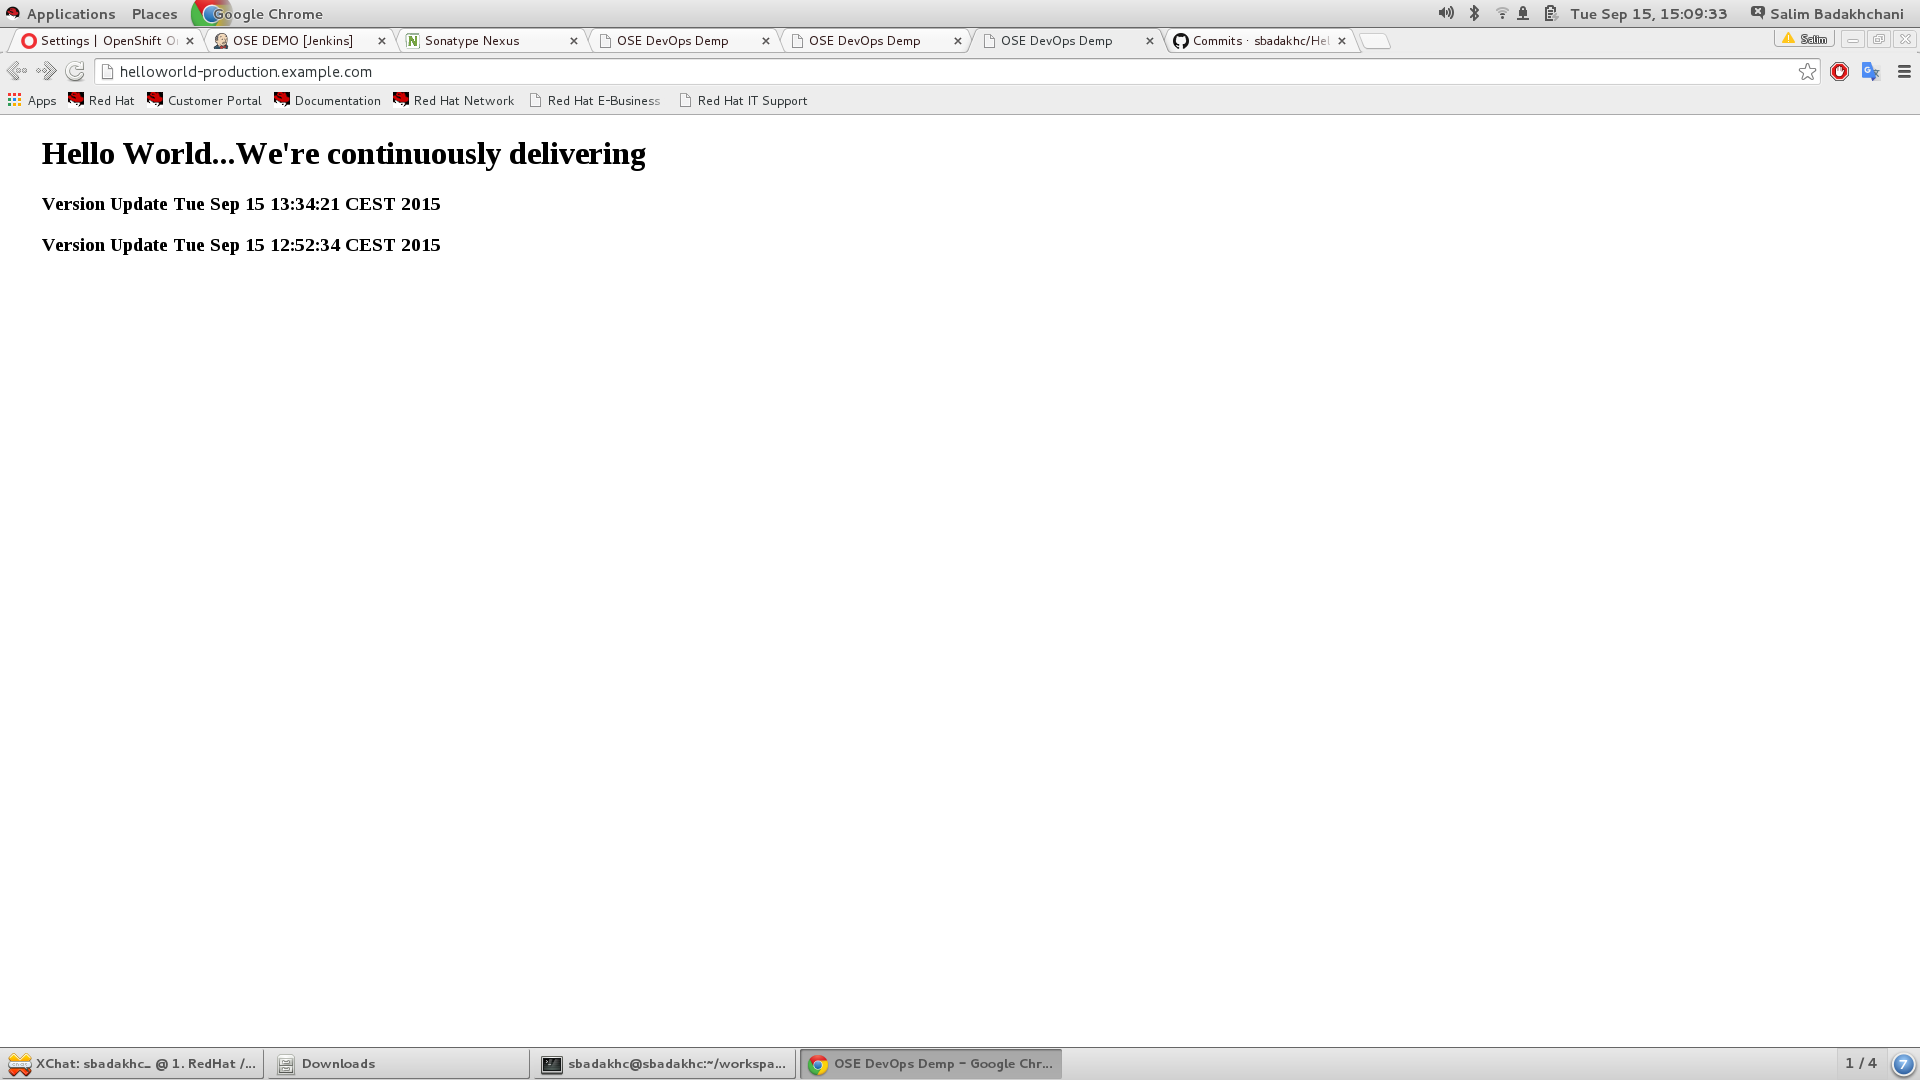 Applications Places Google Chrome Tue Sep 15, 15:09:33 Salim Badakhchani
Settings | OpenShift O OSE DEMO [Jenkins] Sonatype Nexus OSE DevOps Demp OSE DevOps Demp OSE DevOps Demp Commits · sbadakhc/Hel Salim
helloworld-production.example.com
Apps Red Hat Customer Portal Documentation Red Hat Network Red Hat E-Business Red Hat IT Support
Hello World...We're continuously delivering
Version Update Tue Sep 15 13:34:21 CEST 2015
Version Update Tue Sep 15 12:52:34 CEST 2015
XChat: sbadakhc_ @ 1. RedHat /... Downloads sbadakhc@sbadakhc:~/workspa... OSE DevOps Demp - Google Chr... 1 / 4 7